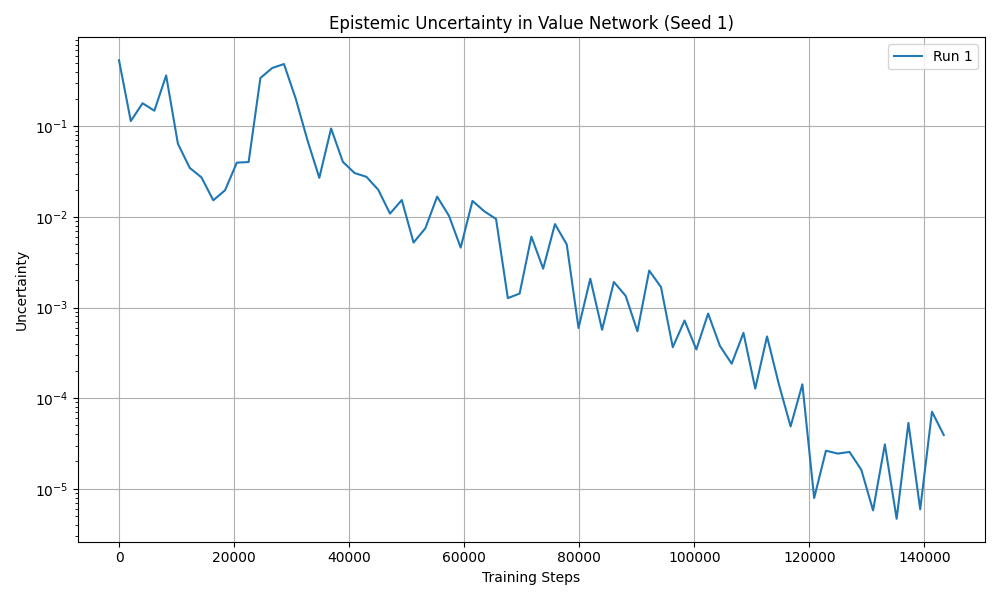 Epistemic Uncertainty in Value Network (Seed 1)
Run 1
Uncertainty
10⁻¹
10⁻²
10⁻³
10⁻⁴
10⁻⁵
0 20000 40000 60000 80000 100000 120000 140000
Training Steps